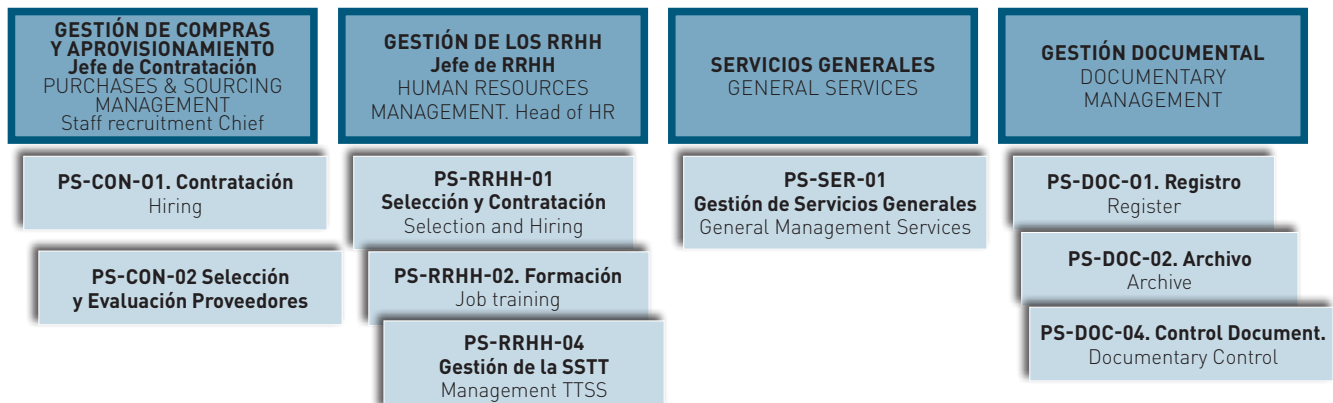 GESTIÓN DE COMPRAS
Y APROVISIONAMIENTO
Jefe de Contratación
PURCHASES & SOURCING
MANAGEMENT
Staff recruitment Chief
PS-CON-01. Contratación
Hiring
PS-CON-02 Selección
y Evaluación Proveedores
GESTIÓN DE LOS RRHH
Jefe de RRHH
HUMAN RESOURCES
MANAGEMENT. Head of HR
PS-RRHH-01
Selección y Contratación
Selection and Hiring
PS-RRHH-02. Formación
Job training
PS-RRHH-04
Gestión de la SSTT
Management TTSS
SERVICIOS GENERALES
GENERAL SERVICES
PS-SER-01
Gestión de Servicios Generales
General Management Services
GESTIÓN DOCUMENTAL
DOCUMENTARY
MANAGEMENT
PS-DOC-01. Registro
Register
PS-DOC-02. Archivo
Archive
PS-DOC-04. Control Document.
Documentary Control